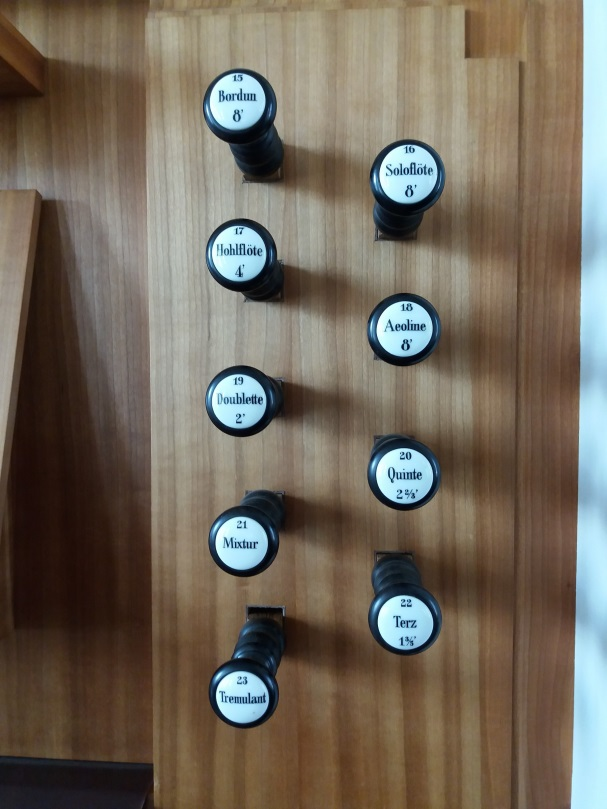 15
Bordun
8'
16
Soloflöte
8'
17
Hohlflöte
4'
18
Aeoline
8'
19
Doublette
2'
20
Quinte
2⅔'
21
Mixtur
22
Terz
1⅗'
23
Tremulant